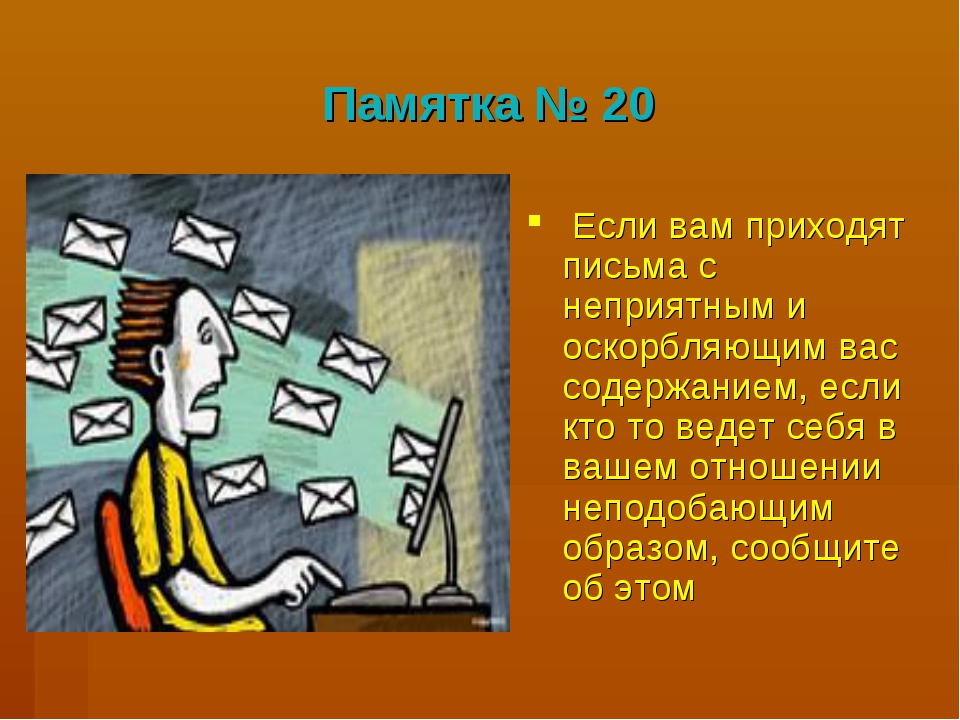 Памятка № 20
Если вам приходят
письма с
неприятным и
оскорбляющим вас
содержанием, если
кто то ведет себя в
вашем отношении
неподобающим
образом, сообщите
об этом